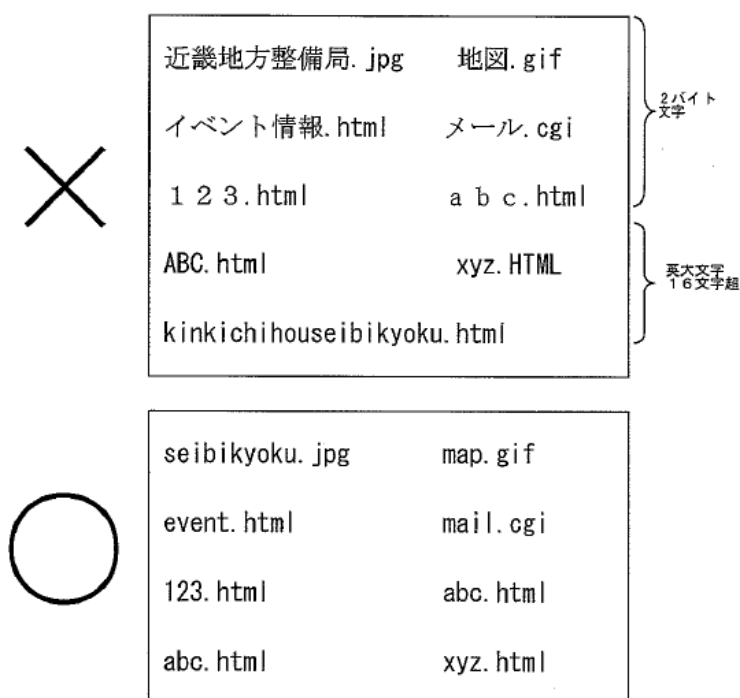 近畿地方整備局.jpg 地図.gif
イベント情報.html メール.cgi
2バイト
文字
１２３.html ａｂｃ.html
ABC.html xyz.HTML
英大文字
１６文字超
kinkichihouseibikyoku.html
seibikyoku.jpg map.gif
event.html mail.cgi
123.html abc.html
abc.html xyz.html